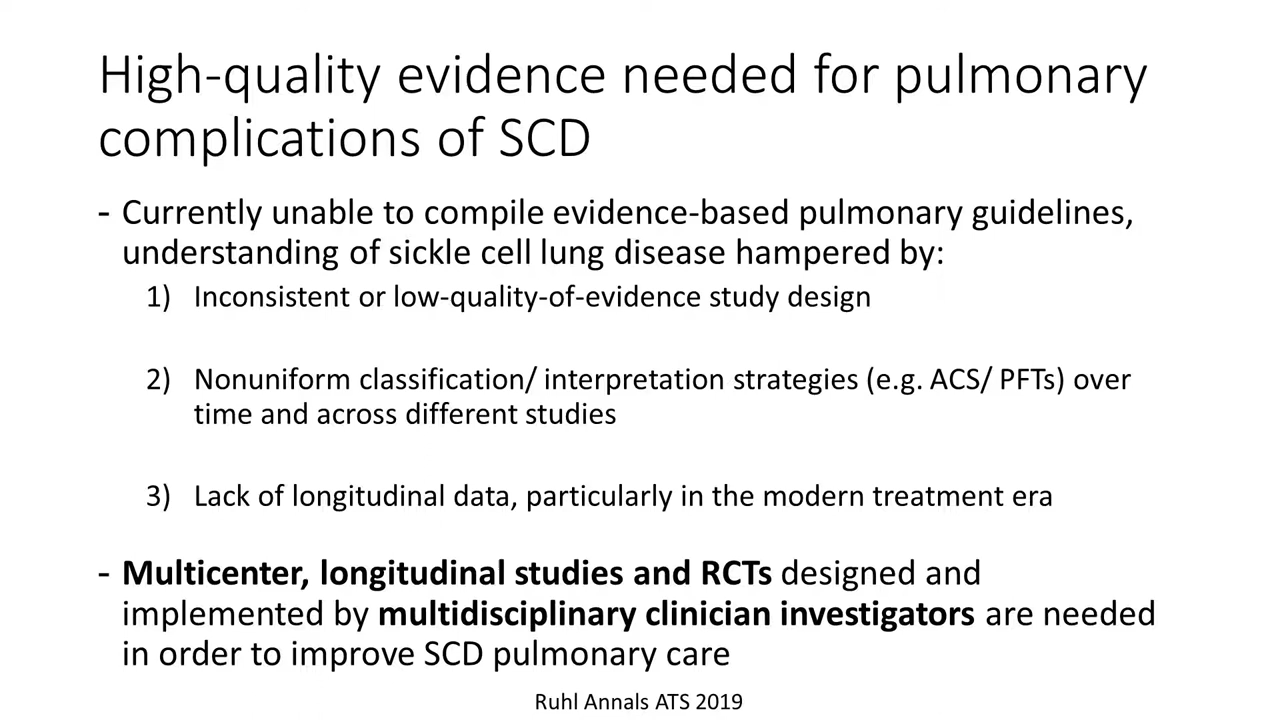 High-quality evidence needed for pulmonary
complications of SCD
- Currently unable to compile evidence-based pulmonary guidelines,
understanding of sickle cell lung disease hampered by:
1) Inconsistent or low-quality-of-evidence study design
2) Nonuniform classification/ interpretation strategies (e.g. ACS/ PFTs) over
time and across different studies
3) Lack of longitudinal data, particularly in the modern treatment era
- Multicenter, longitudinal studies and RCTs designed and
implemented by multidisciplinary clinician investigators are needed
in order to improve SCD pulmonary care
Ruhl Annals ATS 2019